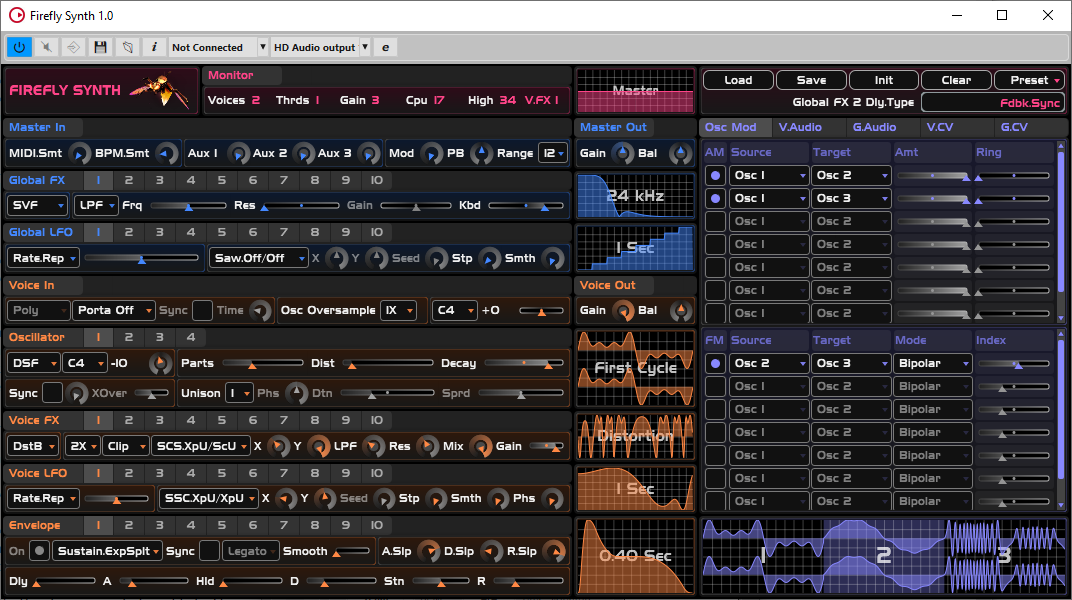 Firefly Synth 1.0
i Not Connected HD Audio output e
FIREFLY SYNTH
Monitor
Voices 2 Thrds 1 Gain 3 Cpu 17 High 34 V.FX 1
Master
Load Save Init Clear Preset
Global FX 2 Dly.Type Fdbk.Sync
Master In
MIDI.Smt BPM.Smt Aux 1 Aux 2 Aux 3 Mod PB Range 12
Master Out
Gain Bal
Global FX 1 2 3 4 5 6 7 8 9 10
SVF LPF Frq Res Gain Kbd
24 kHz
Global LFO 1 2 3 4 5 6 7 8 9 10
Rate.Rep Saw.Off/Off X Y Seed Stp Smth
1 Sec
Voice In
Poly Porta Off Sync Time Osc Oversample 1X C4 +0
Voice Out
Gain Bal
Oscillator 1 2 3 4
DSF C4 -10 Parts Dist Decay
Sync XOver Unison 1 Phs Dtn Sprd
First Cycle
Voice FX 1 2 3 4 5 6 7 8 9 10
DstB 2X Clip SCS.XpU/ScU X Y LPF Res Mix Gain
Distortion
Voice LFO 1 2 3 4 5 6 7 8 9 10
Rate.Rep SSC.XpU/XpU X Y Seed Stp Smth Phs
1 Sec
Envelope 1 2 3 4 5 6 7 8 9 10
On Sustain.ExpSplt Sync Legato Smooth A.Slp D.Slp R.Slp
Dly A Hld D Stn R
0.40 Sec
Osc Mod V.Audio G.Audio V.CV G.CV
AM Source Target Amt Ring
Osc 1 Osc 2
Osc 1 Osc 3
Osc 1 Osc 2
Osc 1 Osc 2
Osc 1 Osc 2
Osc 1 Osc 2
Osc 1 Osc 2
FM Source Target Mode Index
Osc 2 Osc 3 Bipolar
Osc 1 Osc 2 Bipolar
Osc 1 Osc 2 Bipolar
Osc 1 Osc 2 Bipolar
Osc 1 Osc 2 Bipolar
Osc 1 Osc 2 Bipolar
Osc 1 Osc 2 Bipolar
1 2 3